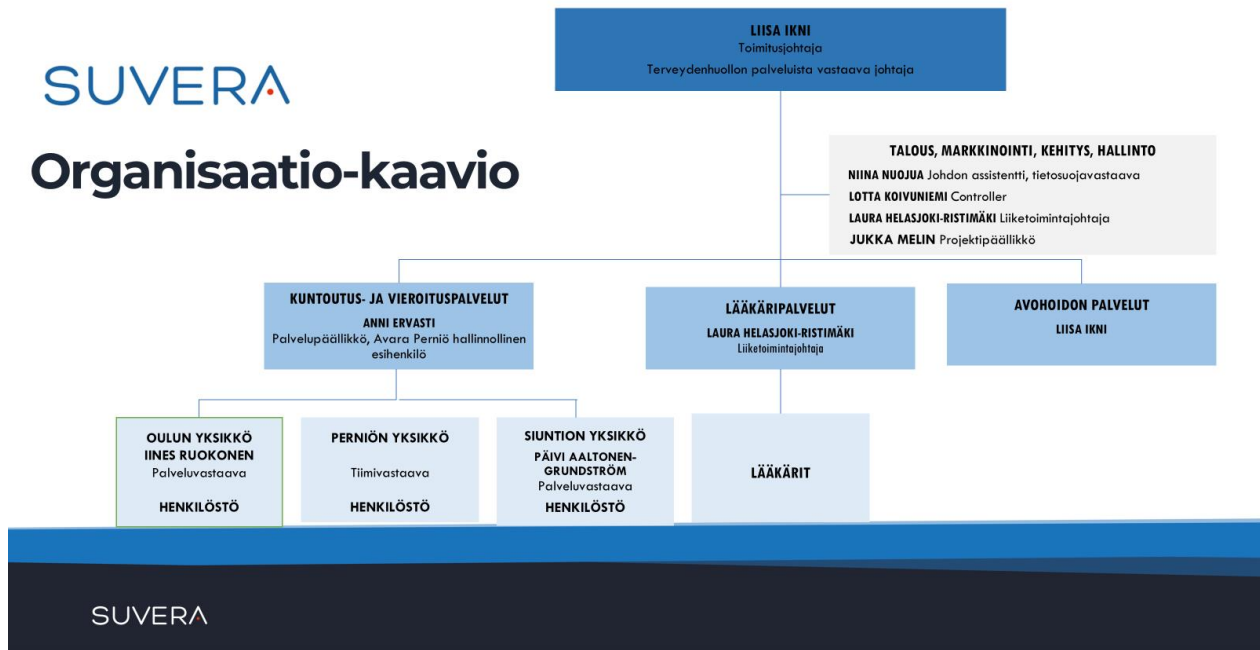 SUVERA
Organisaatio-kaavio
LIISA IKNI
Toimitusjohtaja
Terveydenhuollon palveluista vastaava johtaja
TALOUS, MARKKINOINTI, KEHITYS, HALLINTO
NIINA NUOJUA Johdon assistentti, tietosuojavastaava
LOTTA KOIVUNIEMI Controller
LAURA HELASJOKI-RISTIMÄKI Liiketoimintajohtaja
JUKKA MELIN Projektipäällikkö
KUNTOUTUS- JA VIEROITUSPALVELUT
ANNI ERVASTI
Palvelupäällikkö, Avara Perniö hallinnollinen
esihenkilö
LÄÄKÄRIPALVELUT
LAURA HELASJOKI-RISTIMÄKI
Liiketoimintajohtaja
AVOHOIDON PALVELUT
LIISA IKNI
OULUN YKSIKKÖ
IINES RUOKONEN
Palveluvastaava
HENKILÖSTÖ
PERNIÖN YKSIKKÖ
Tiimivastaava
HENKILÖSTÖ
SIUNTION YKSIKKÖ
PÄIVI AALTONEN-
GRUNDSTRÖM
Palveluvastaava
HENKILÖSTÖ
LÄÄKÄRIT
SUVERA